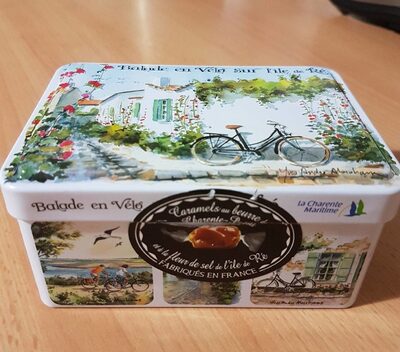 Balade en Vélo sur l'île de Ré
Balade en Vélo
Caramels au beurre
Charente-
et à la fleur de sel de l'île de Ré
FABRIQUÉS EN FRANCE
La Charente
Maritime